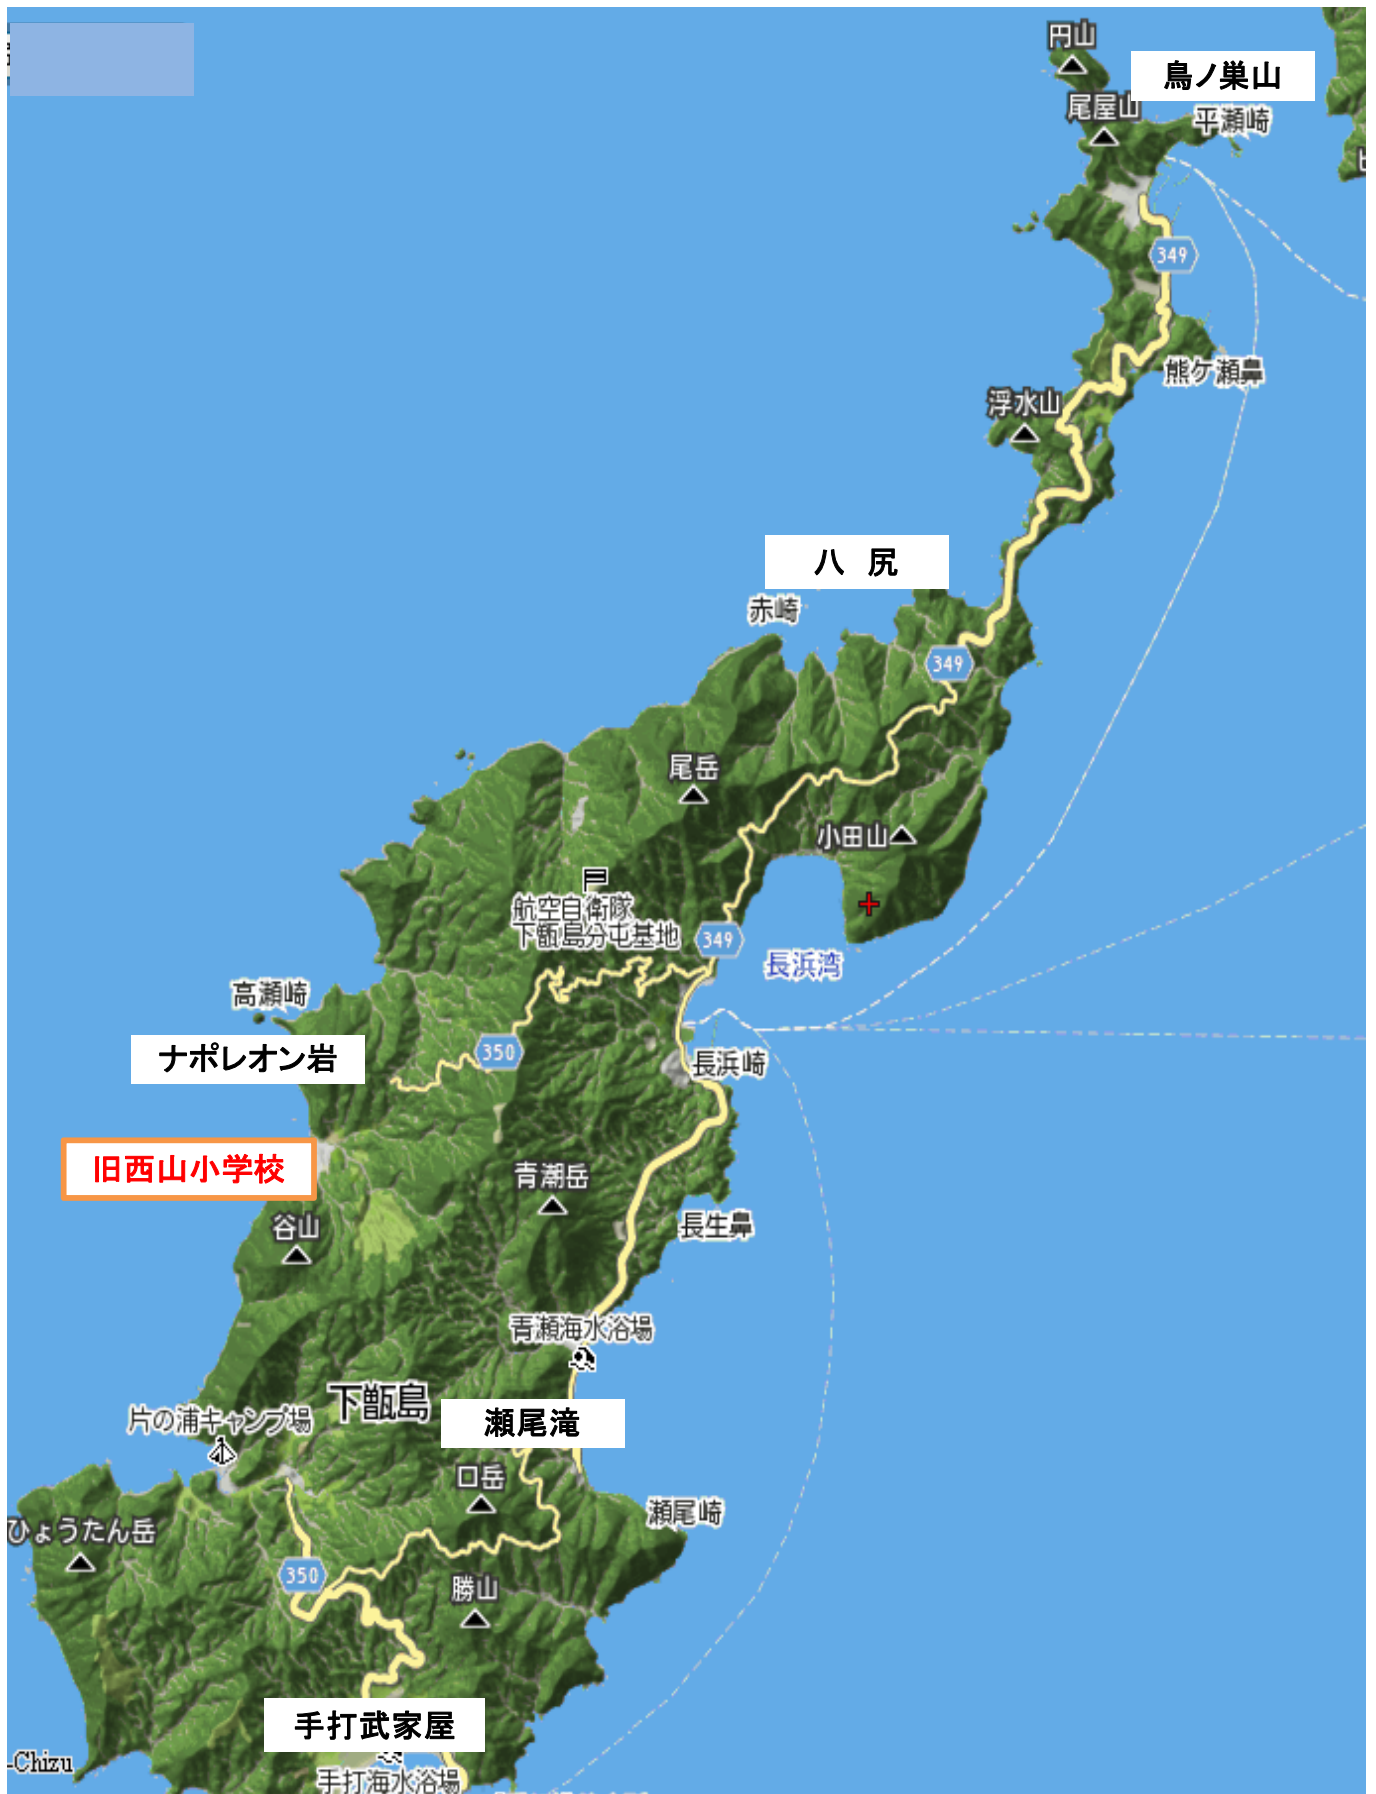 円山
鳥ノ巣山
尾屋山
平瀬崎
349
熊ケ瀬鼻
浮水山
八 尻
赤崎
349
尾岳
小田山
航空自衛隊
下甑島分屯基地
349
長浜湾
高瀬崎
ナポレオン岩
350
長浜崎
旧西山小学校
青潮岳
谷山
長生鼻
青瀬海水浴場
下甑島
片の浦キャンプ場
瀬尾滝
口岳
瀬尾崎
ひょうたん岳
350
勝山
手打武家屋
-Chizu
手打海水浴場